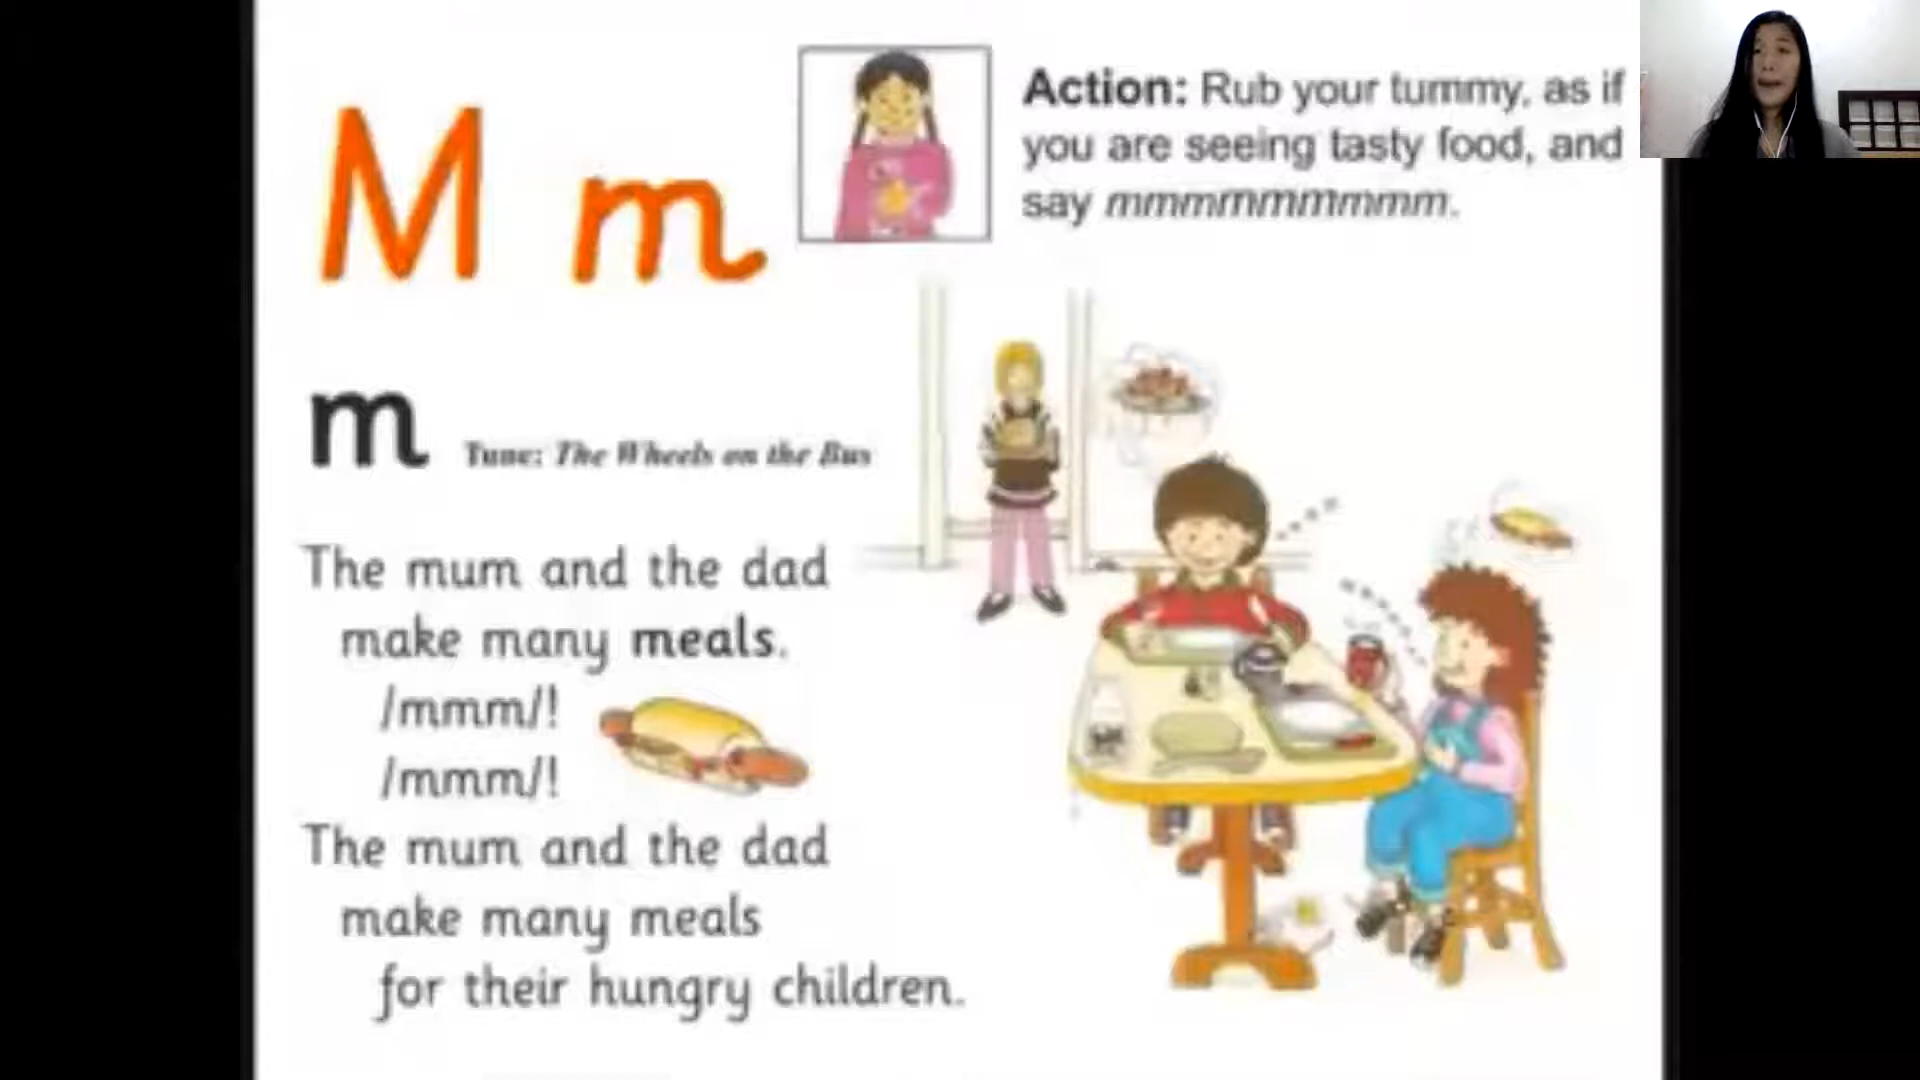 M m
Action: Rub your tummy, as if
you are seeing tasty food, and
say mmmmmmmmm.
m Tune: The Wheels on the Bus
The mum and the dad
make many meals.
/mmm/!
/mmm/!
The mum and the dad
make many meals
for their hungry children.